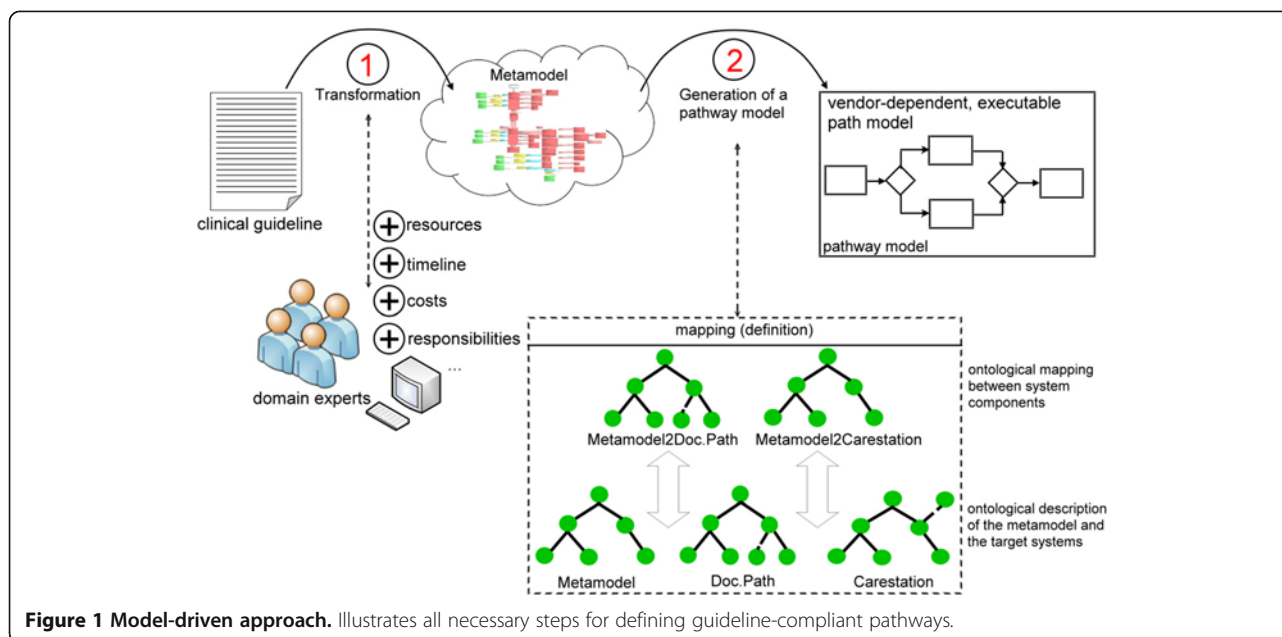 1
Transformation
clinical guideline
Metamodel
2
Generation of a
pathway model
vendor-dependent, executable
path model
pathway model
+ resources
+ timeline
+ costs
+ responsibilities
...
domain experts
mapping (definition)
Metamodel2Doc.Path
Metamodel2Carestation
ontological mapping
between system
components
Metamodel
Doc.Path
Carestation
ontological description
of the metamodel and
the target systems
Figure 1 Model-driven approach. Illustrates all necessary steps for defining guideline-compliant pathways.